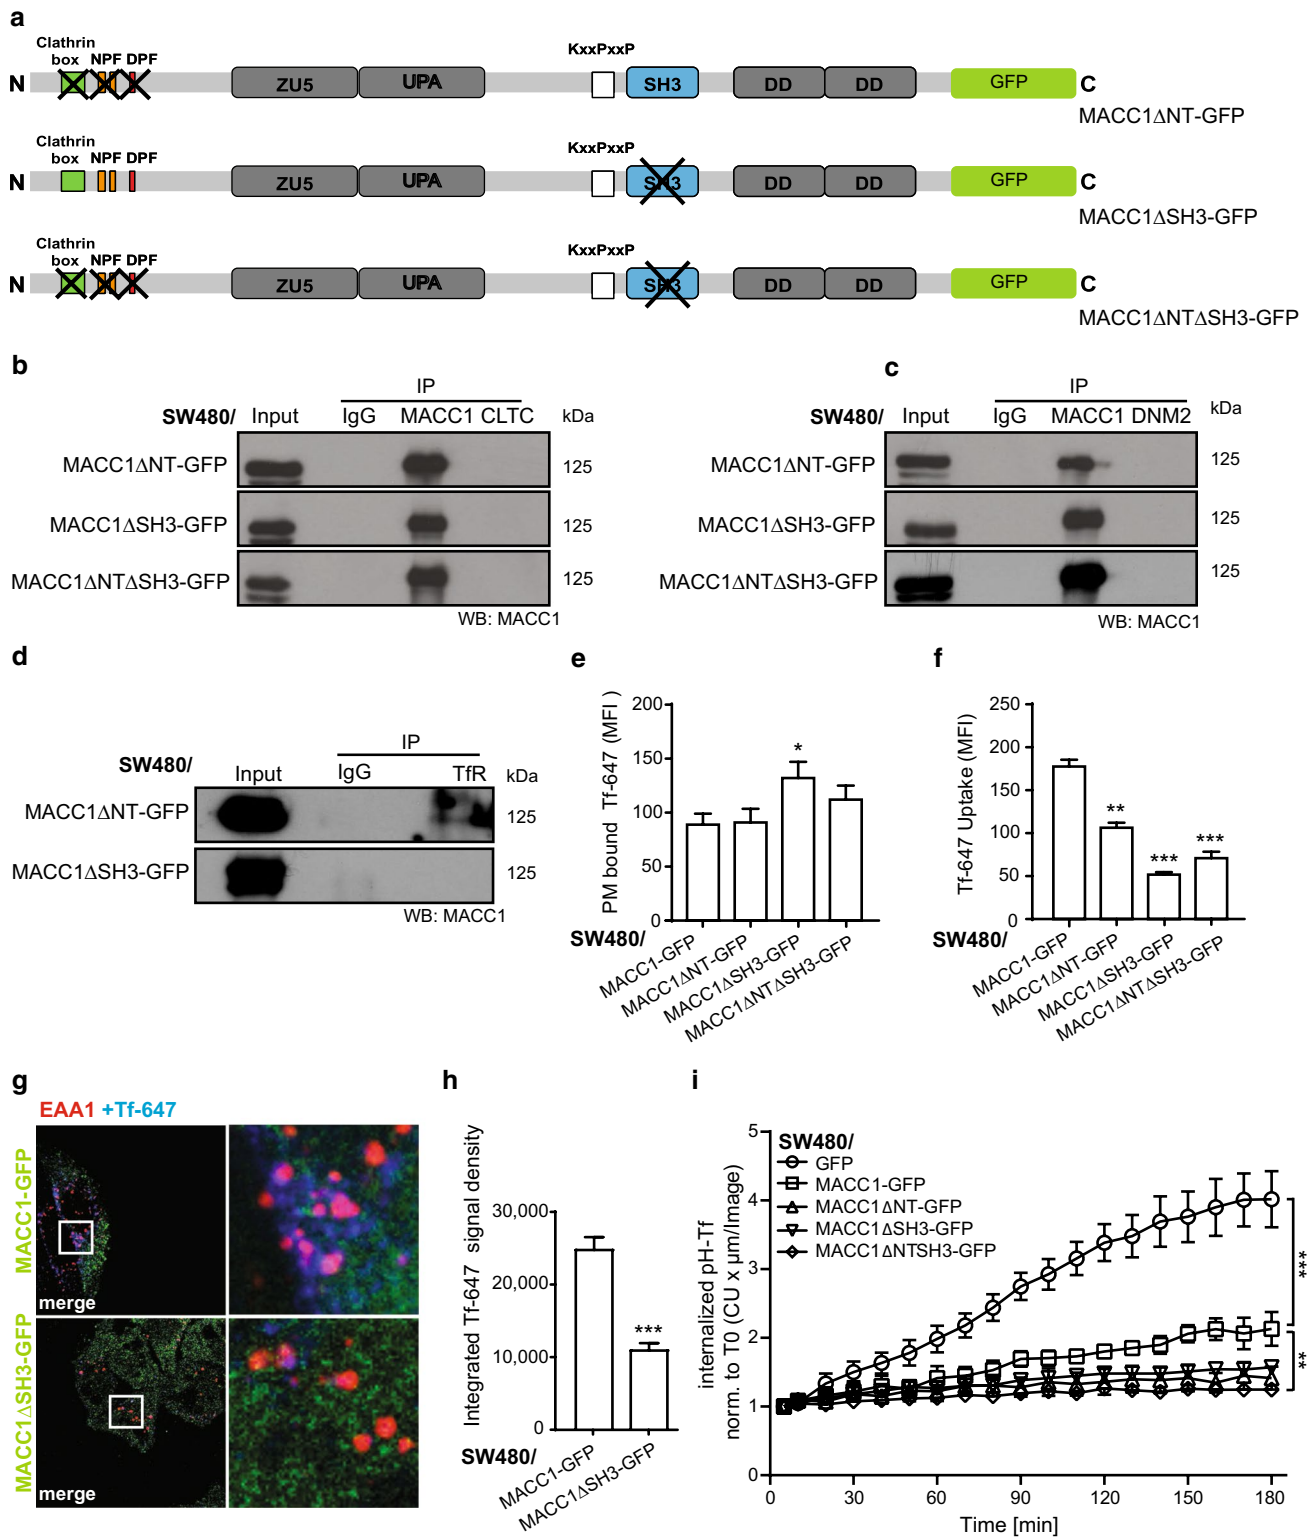 a
Clathrin box NPF DPF KxxPxxP
N ZU5 UPA SH3 DD DD GFP C
MACC1ΔNT-GFP
Clathrin box NPF DPF KxxPxxP
N ZU5 UPA SH3 DD DD GFP C
MACC1ΔSH3-GFP
Clathrin box NPF DPF KxxPxxP
N ZU5 UPA SH3 DD DD GFP C
MACC1ΔNTΔSH3-GFP
b
IP
SW480/ Input IgG MACC1 CLTC kDa
MACC1ΔNT-GFP 125
MACC1ΔSH3-GFP 125
MACC1ΔNTΔSH3-GFP 125
WB: MACC1
c
IP
SW480/ Input IgG MACC1 DNM2 kDa
MACC1ΔNT-GFP 125
MACC1ΔSH3-GFP 125
MACC1ΔNTΔSH3-GFP 125
WB: MACC1
d
IP
SW480/ Input IgG TfR kDa
MACC1ΔNT-GFP 125
MACC1ΔSH3-GFP 125
WB: MACC1
e
PM bound Tf-647 (MFI )
200
150
100
50
0
*
SW480/
MACC1-GFP
MACC1ΔNT-GFP
MACC1ΔSH3-GFP
MACC1ΔNTΔSH3-GFP
f
Tf-647 Uptake (MFI)
250
200
150
100
50
0
**
***
***
SW480/
MACC1-GFP
MACC1ΔNT-GFP
MACC1ΔSH3-GFP
MACC1ΔNTΔSH3-GFP
g
EAA1 +Tf-647
MACC1-GFP
merge
MACC1ΔSH3-GFP
merge
h
Integrated Tf-647 signal density
30,000
20,000
10,000
0
***
SW480/
MACC1-GFP
MACC1ΔSH3-GFP
i
internalized pH-Tf
norm. to T0 (CU x µm/Image)
5
4
3
2
1
0
SW480/
GFP
MACC1-GFP
MACC1ΔNT-GFP
MACC1ΔSH3-GFP
MACC1ΔNTSH3-GFP
***
**
0 30 60 90 120 150 180
Time [min]